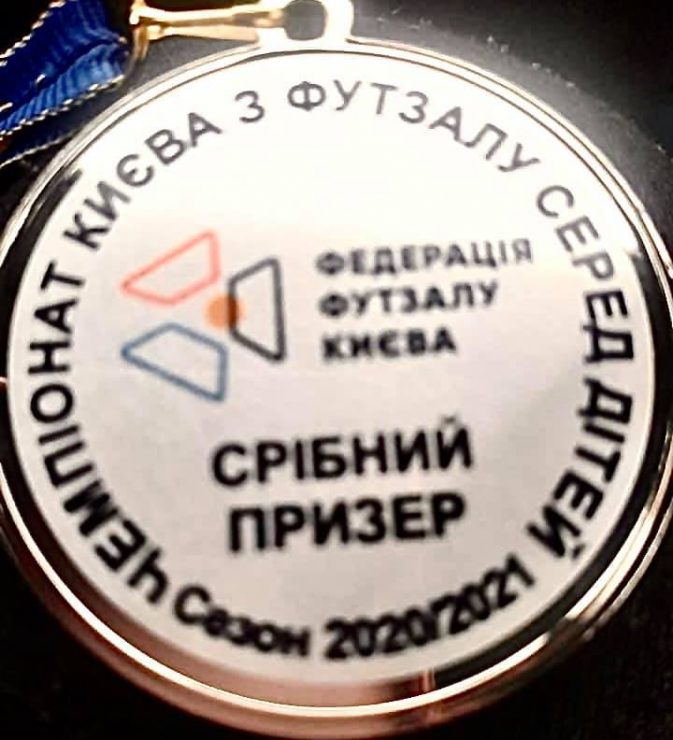 ЧЕМПІОНАТ КИЄВА З ФУТЗАЛУ СЕРЕД ДІТЕЙ
ФЕДЕРАЦІЯ
ФУТЗАЛУ
КИЄВА
СРІБНИЙ
ПРИЗЕР
Сезон 2020/2021